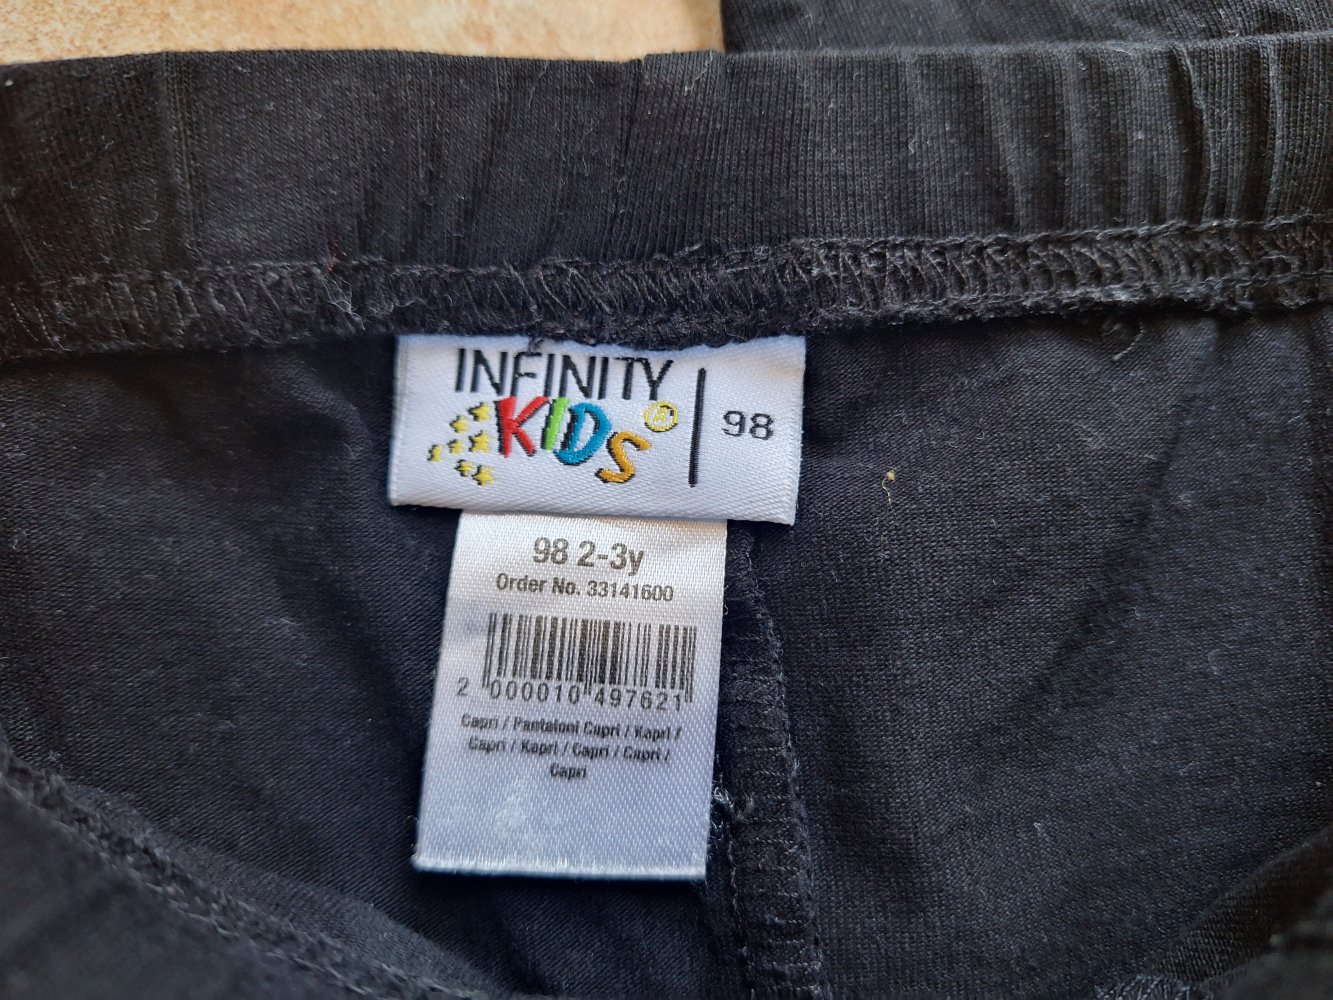 INFINITY
KIDS
98
98 2-3y
Order No. 33141600
2 000010 497621
Capri / Pantaloni Capri / Kapri /
Capri / Kapri / Capri / Capri /
Capri